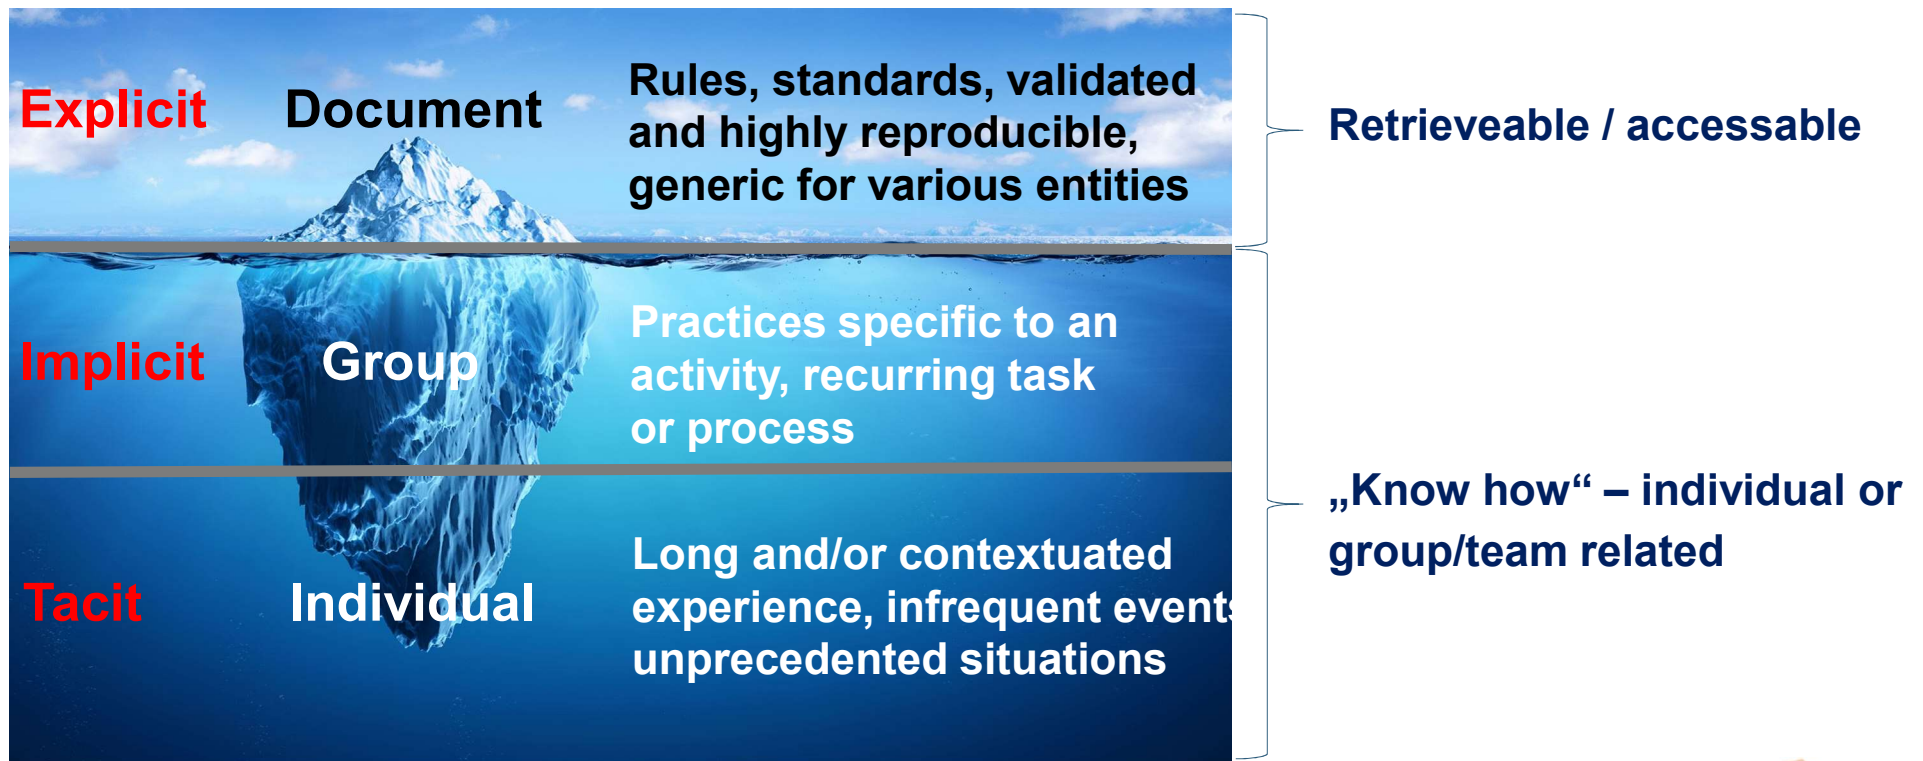 Explicit
Document
Rules, standards, validated
and highly reproducible,
generic for various entities
Retrieveable / accessable
Implicit
Group
Practices specific to an
activity, recurring task
or process
„Know how“ – individual or
group/team related
Tacit
Individual
Long and/or contextuated
experience, infrequent events
unprecedented situations